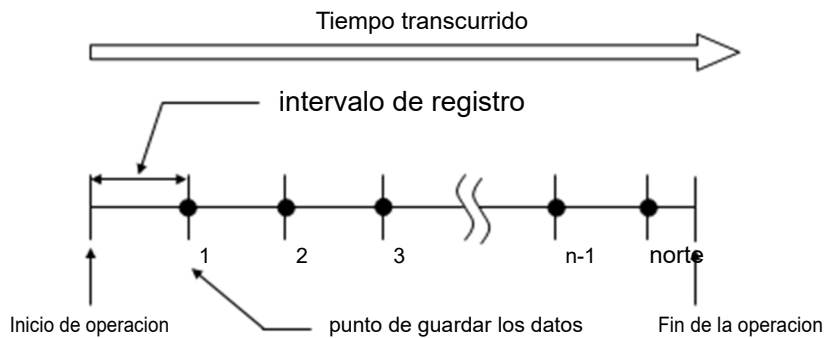 Tiempo transcurrido
intervalo de registro
1
2
3
n-1
norte
Inicio de operacion
punto de guardar los datos
Fin de la operacion